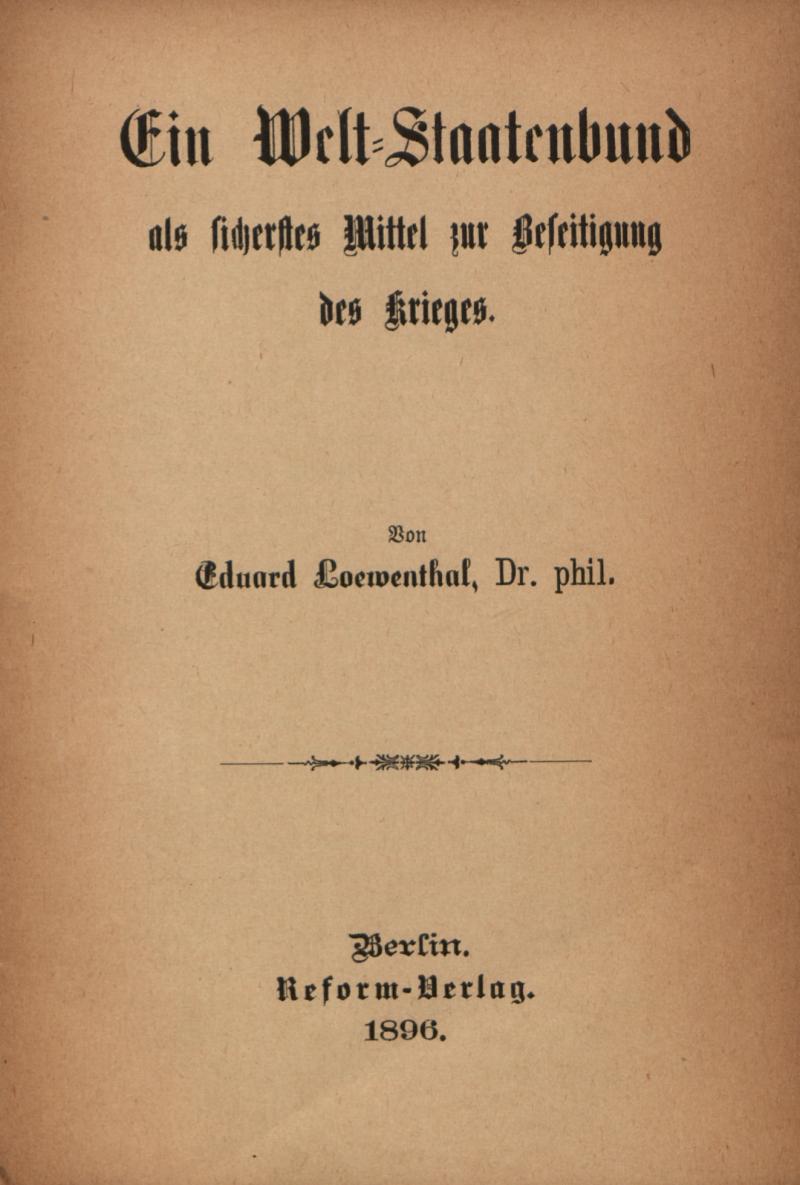 Ein Welt-Staatenbund
als sicherstes Mittel zur Beseitigung
des Krieges.
Von
Eduard Loewenthal, Dr. phil.
Berlin.
Reform-Verlag.
1896.